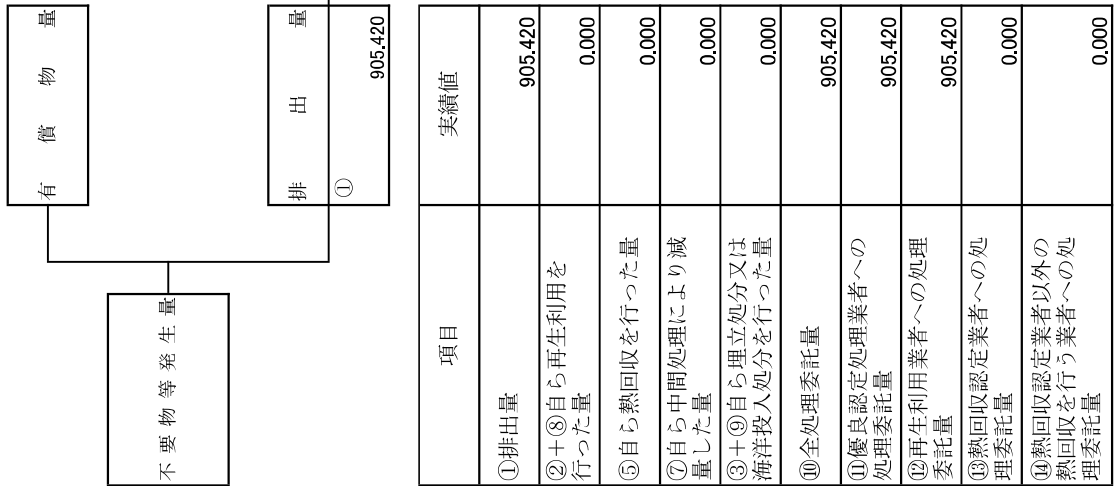 有償物量
不要物等発生量
排出量
①
905.420
項目 実績値
①排出量 905.420
②+⑧自ら再生利用を
行った量 0.000
⑤自ら熱回収を行った量 0.000
⑦自ら中間処理により減
量した量 0.000
③+⑨自ら埋立処分又は
海洋投入処分を行った量 0.000
⑩全処理委託量 905.420
⑪優良認定処理業者への
処理委託量 905.420
⑫再生利用業者への処理
委託量 905.420
⑬熱回収認定業者への処
理委託量 0.000
⑭熱回収認定業者以外の
熱回収を行う業者への処
理委託量 0.000